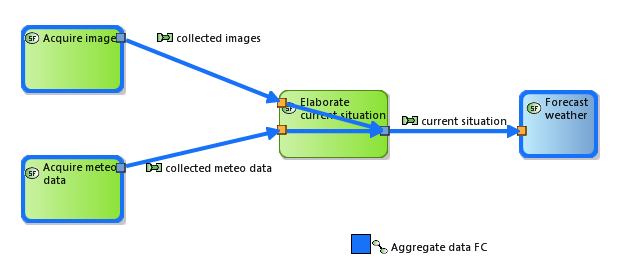 SF Acquire image
collected images
SF Elaborate
current situation
current situation
SF Forecast
weather
SF Acquire meteo
data
collected meteo data
Aggregate data FC